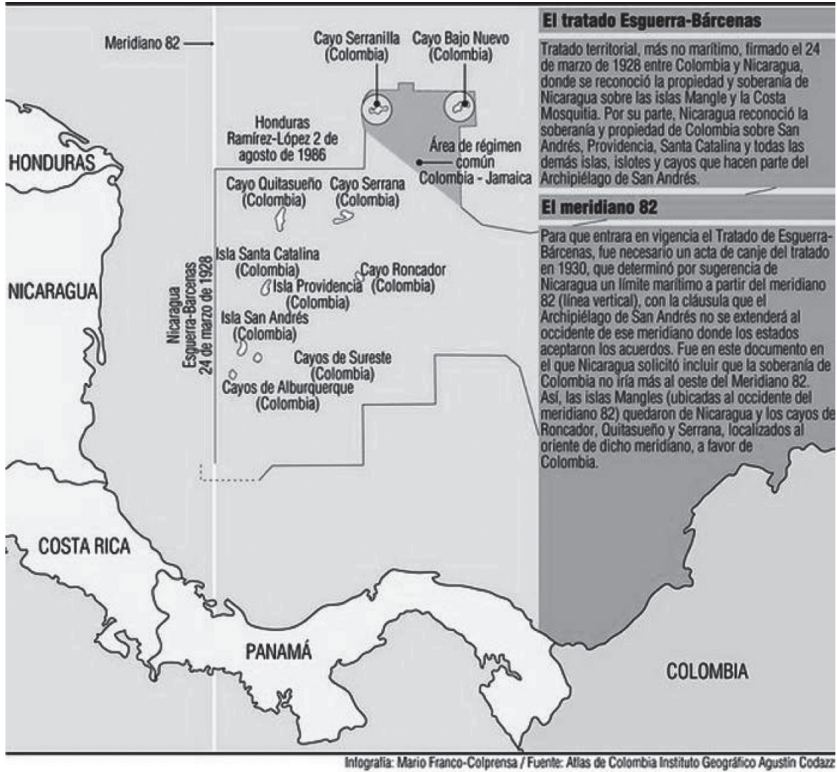 Meridiano 82
Cayo Serranilla
(Colombia)
Cayo Bajo Nuevo
(Colombia)
Honduras
Ramírez-López 2 de
agosto de 1986
Área de régimen
común
Colombia - Jamaica
HONDURAS
Cayo Quitasueño
(Colombia)
Cayo Serrana
(Colombia)
Isla Santa Catalina
(Colombia)
Cayo Roncador
(Colombia)
Isla Providencia
(Colombia)
NICARAGUA
Nicaragua
Esguerra-Barcenas
24 de marzo de 1928
Isla San Andrés
(Colombia)
Cayos de Sureste
(Colombia)
Cayos de Alburquerque
(Colombia)
COSTA RICA
PANAMÁ
COLOMBIA
El tratado Esguerra-Bárcenas
Tratado territorial, más no marítimo, firmado el 24
de marzo de 1928 entre Colombia y Nicaragua,
donde se reconoció la propiedad y soberanía de
Nicaragua sobre las islas Mangle y la Costa
Mosquitia. Por su parte, Nicaragua reconoció la
soberanía y propiedad de Colombia sobre San
Andrés, Providencia, Santa Catalina y todas las
demás islas, islotes y cayos que hacen parte del
Archipiélago de San Andrés.
El meridiano 82
Para que entrara en vigencia el Tratado de Esguerra-
Bárcenas, fue necesario un acta de canje del tratado
en 1930, que determinó por sugerencia de
Nicaragua un límite marítimo a partir del meridiano
82 (línea vertical), con la cláusula que el
Archipiélago de San Andrés no se extenderá al
occidente de ese meridiano donde los estados
aceptaron los acuerdos. Fue en este documento en
el que Nicaragua solicitó incluir que la soberanía de
Colombia no iría más al oeste del Meridiano 82.
Así, las islas Mangles (ubicadas al occidente del
meridiano 82) quedaron de Nicaragua y los cayos de
Roncador, Quitasueño y Serrana, localizados al
oriente de dicho meridiano, a favor de
Colombia.
Infografía: Mario Franco-Colprensa / Fuente: Atlas de Colombia Instituto Geográfico Agustín Codazz